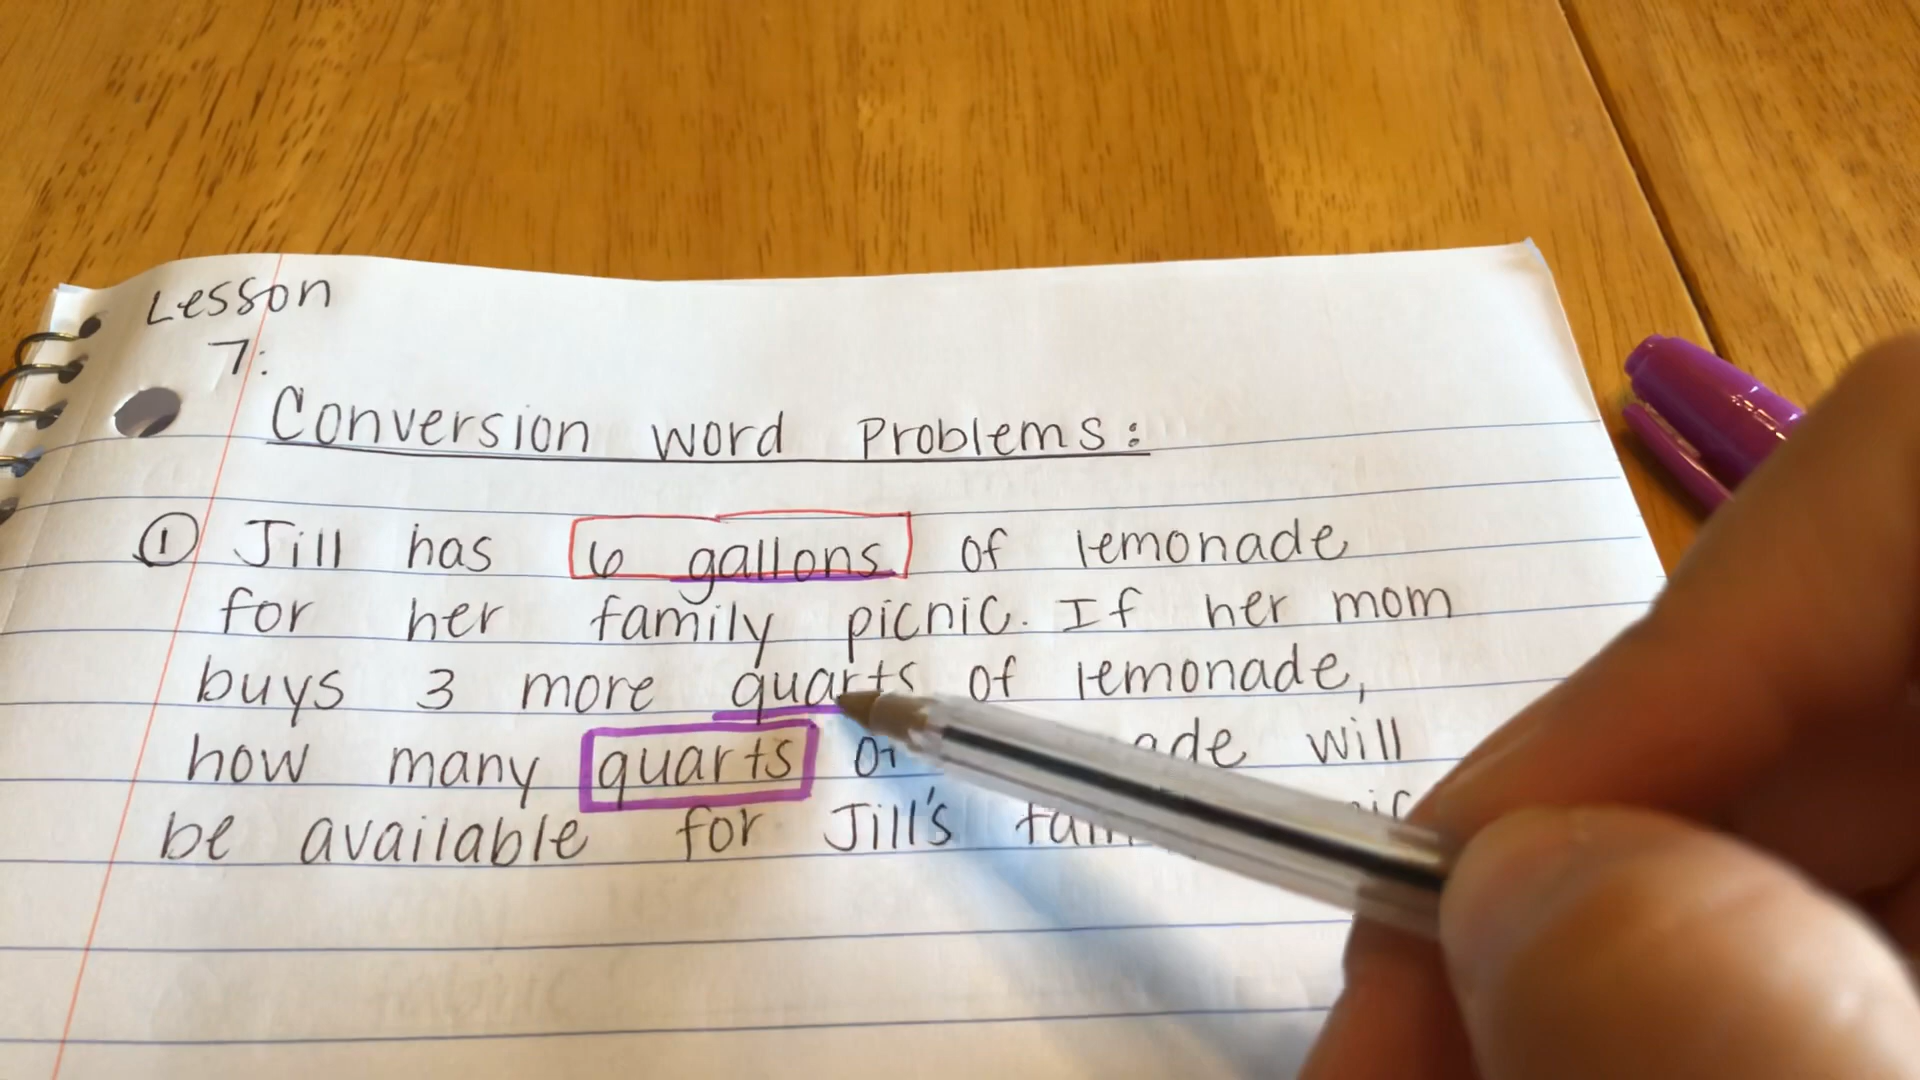 Lesson
7:
Conversion word Problems:
① Jill has 6 gallons of lemonade
for her family picnic. If her mom
buys 3 more quarts of lemonade,
how many quarts will
be available for Jill's